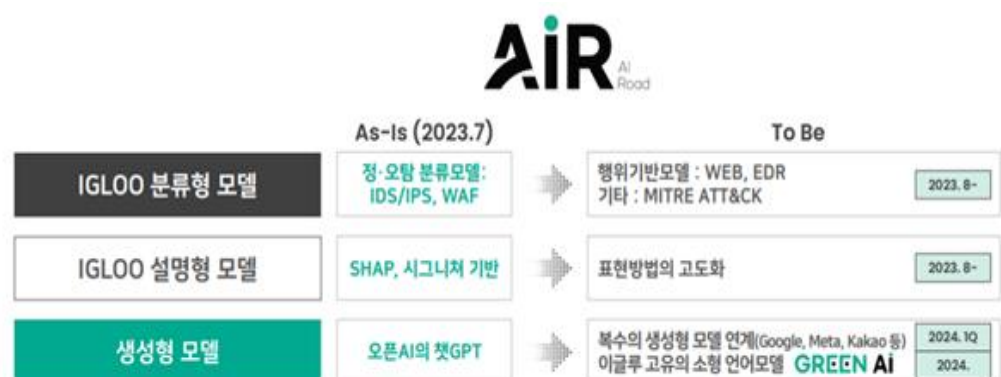 AiR AI
Road
As-Is (2023.7) To Be
IGLOO 분류형 모델
정·오탐 분류모델:
IDS/IPS, WAF
행위기반모델 : WEB, EDR
기타 : MITRE ATT&CK
2023. 8~
IGLOO 설명형 모델
SHAP, 시그니쳐 기반
표현방법의 고도화
2023. 8~
생성형 모델
오픈AI의 챗GPT
복수의 생성형 모델 연계(Google, Meta, Kakao 등)
2024. 1Q
이글루 고유의 소형 언어모델 GREEN Ai
2024.